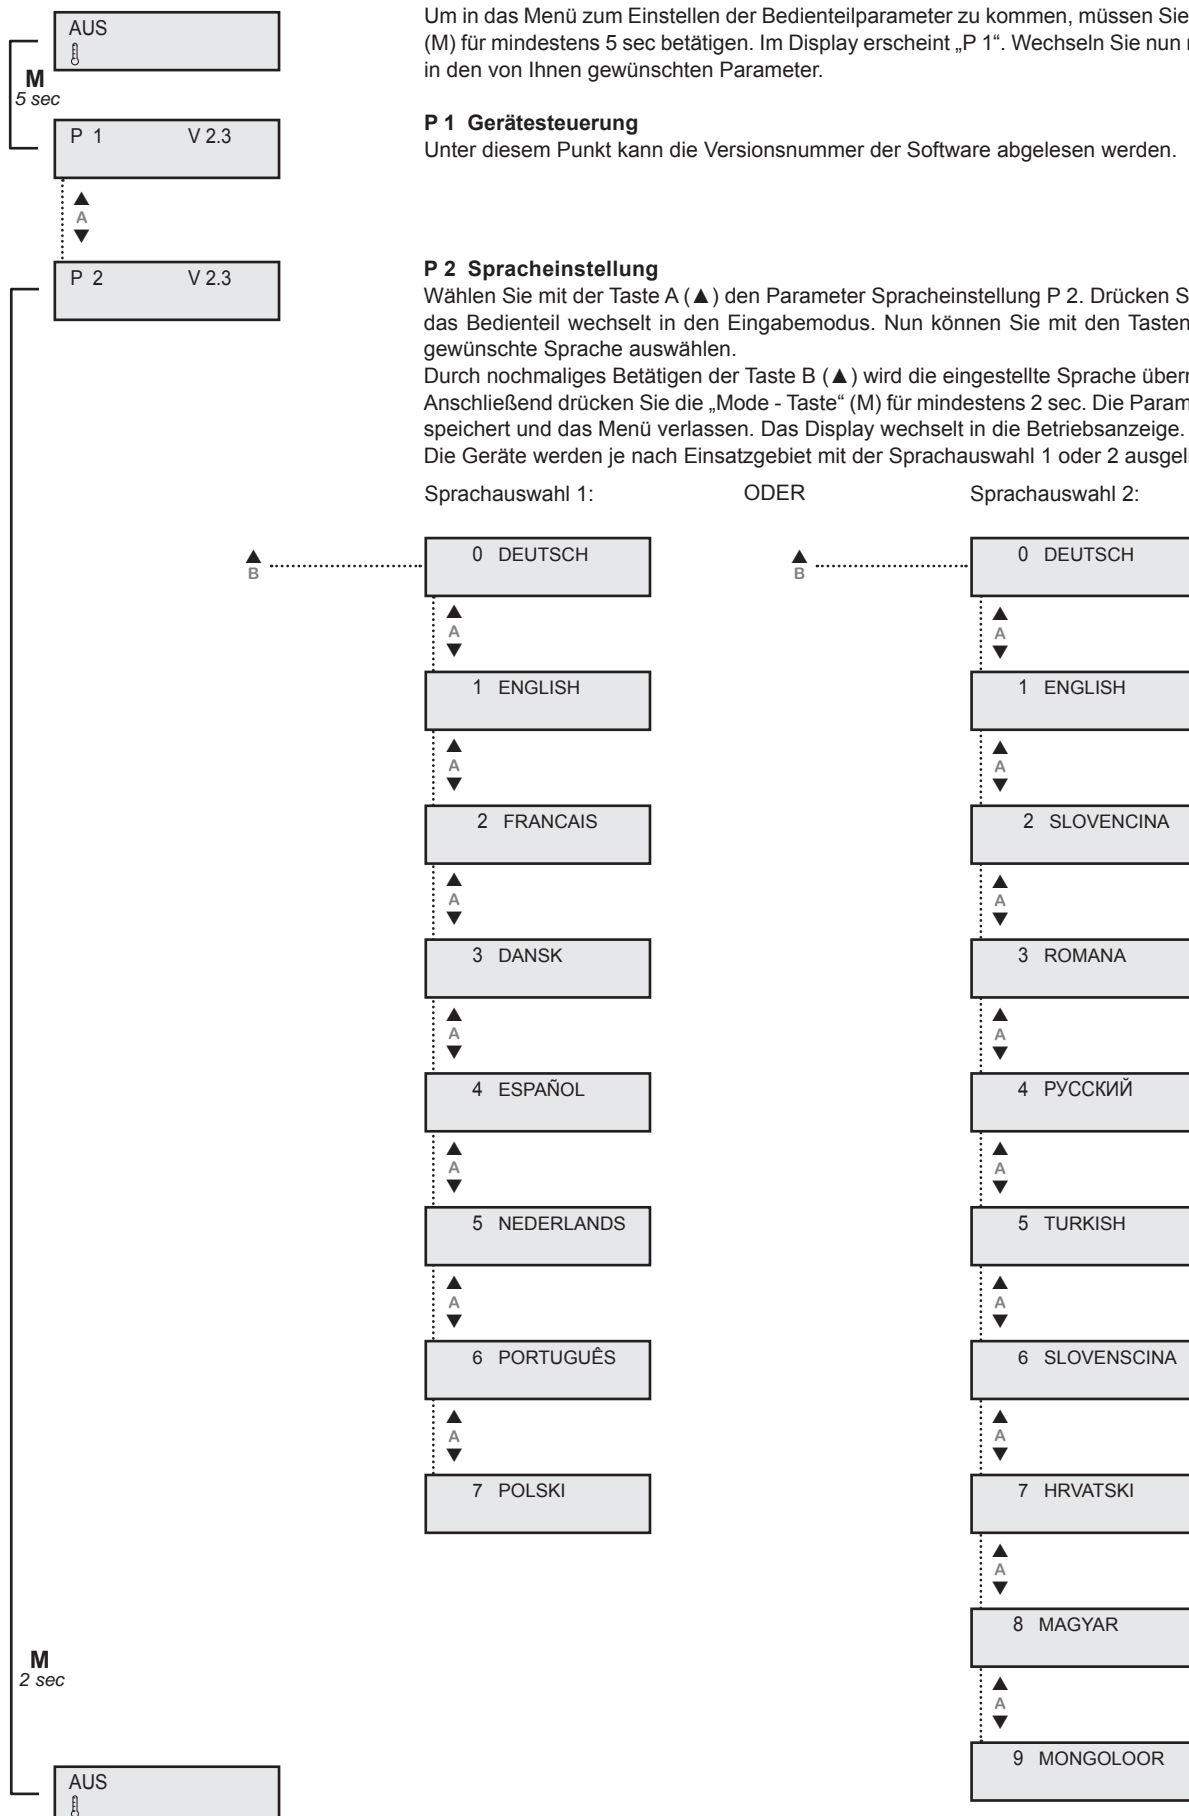 AUS
M
5 sec
P 1 V 2.3
▲
A
▼
P 2 V 2.3
Um in das Menü zum Einstellen der Bedienteilparameter zu kommen, müssen Sie
(M) für mindestens 5 sec betätigen. Im Display erscheint „P 1“. Wechseln Sie nun
in den von Ihnen gewünschten Parameter.
P 1 Gerätesteuerung
Unter diesem Punkt kann die Versionsnummer der Software abgelesen werden.
P 2 Spracheinstellung
Wählen Sie mit der Taste A (▲) den Parameter Spracheinstellung P 2. Drücken S
das Bedienteil wechselt in den Eingabemodus. Nun können Sie mit den Tasten
gewünschte Sprache auswählen.
Durch nochmaliges Betätigen der Taste B (▲) wird die eingestellte Sprache über
Anschließend drücken Sie die „Mode - Taste“ (M) für mindestens 2 sec. Die Param
speichert und das Menü verlassen. Das Display wechselt in die Betriebsanzeige.
Die Geräte werden je nach Einsatzgebiet mit der Sprachauswahl 1 oder 2 ausgel
Sprachauswahl 1: ODER Sprachauswahl 2:
▲
B
0 DEUTSCH
▲
A
▼
1 ENGLISH
▲
A
▼
2 FRANCAIS
▲
A
▼
3 DANSK
▲
A
▼
4 ESPAÑOL
▲
A
▼
5 NEDERLANDS
▲
A
▼
6 PORTUGUÊS
▲
A
▼
7 POLSKI
▲
B
0 DEUTSCH
▲
A
▼
1 ENGLISH
▲
A
▼
2 SLOVENCINA
▲
A
▼
3 ROMANA
▲
A
▼
4 РУССКИЙ
▲
A
▼
5 TURKISH
▲
A
▼
6 SLOVENSCINA
▲
A
▼
7 HRVATSKI
▲
A
▼
8 MAGYAR
▲
A
▼
9 MONGOLOOR
M
2 sec
AUS